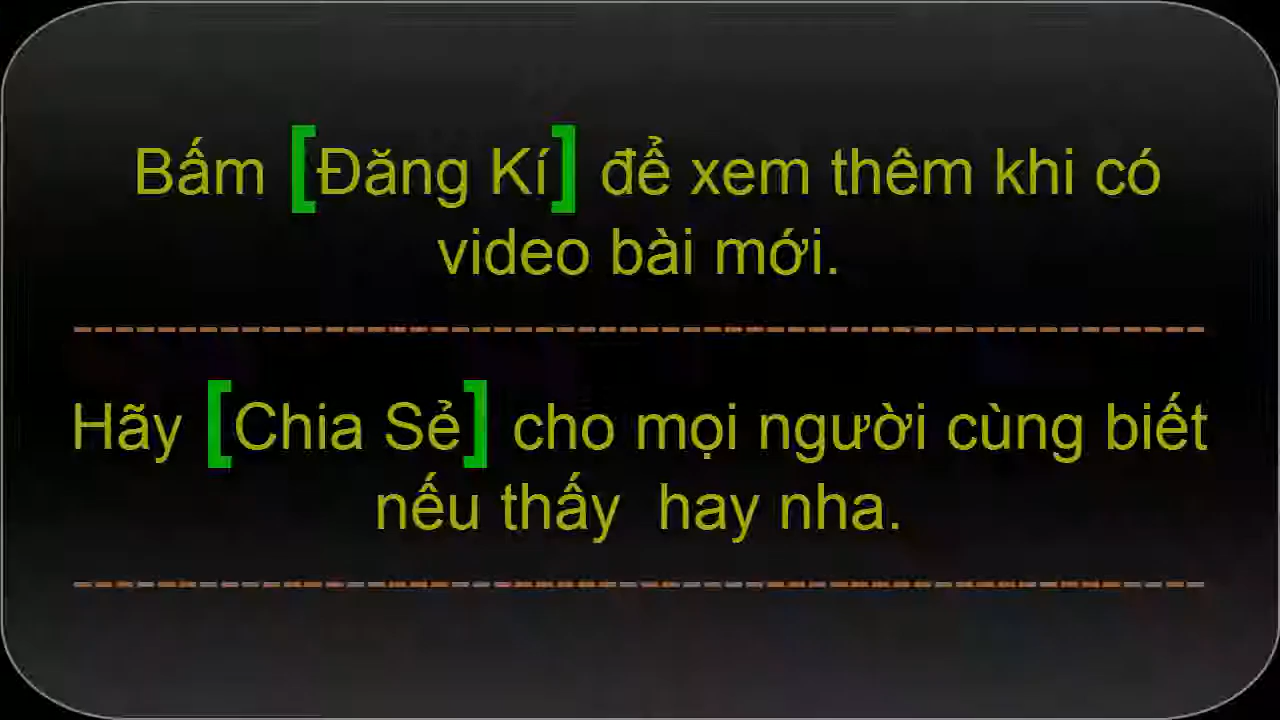 Bấm [Đăng Kí] để xem thêm khi có
video bài mới.
------------------------------------------------------
Hãy [Chia Sẻ] cho mọi người cùng biết
nếu thấy  hay nha.
------------------------------------------------------